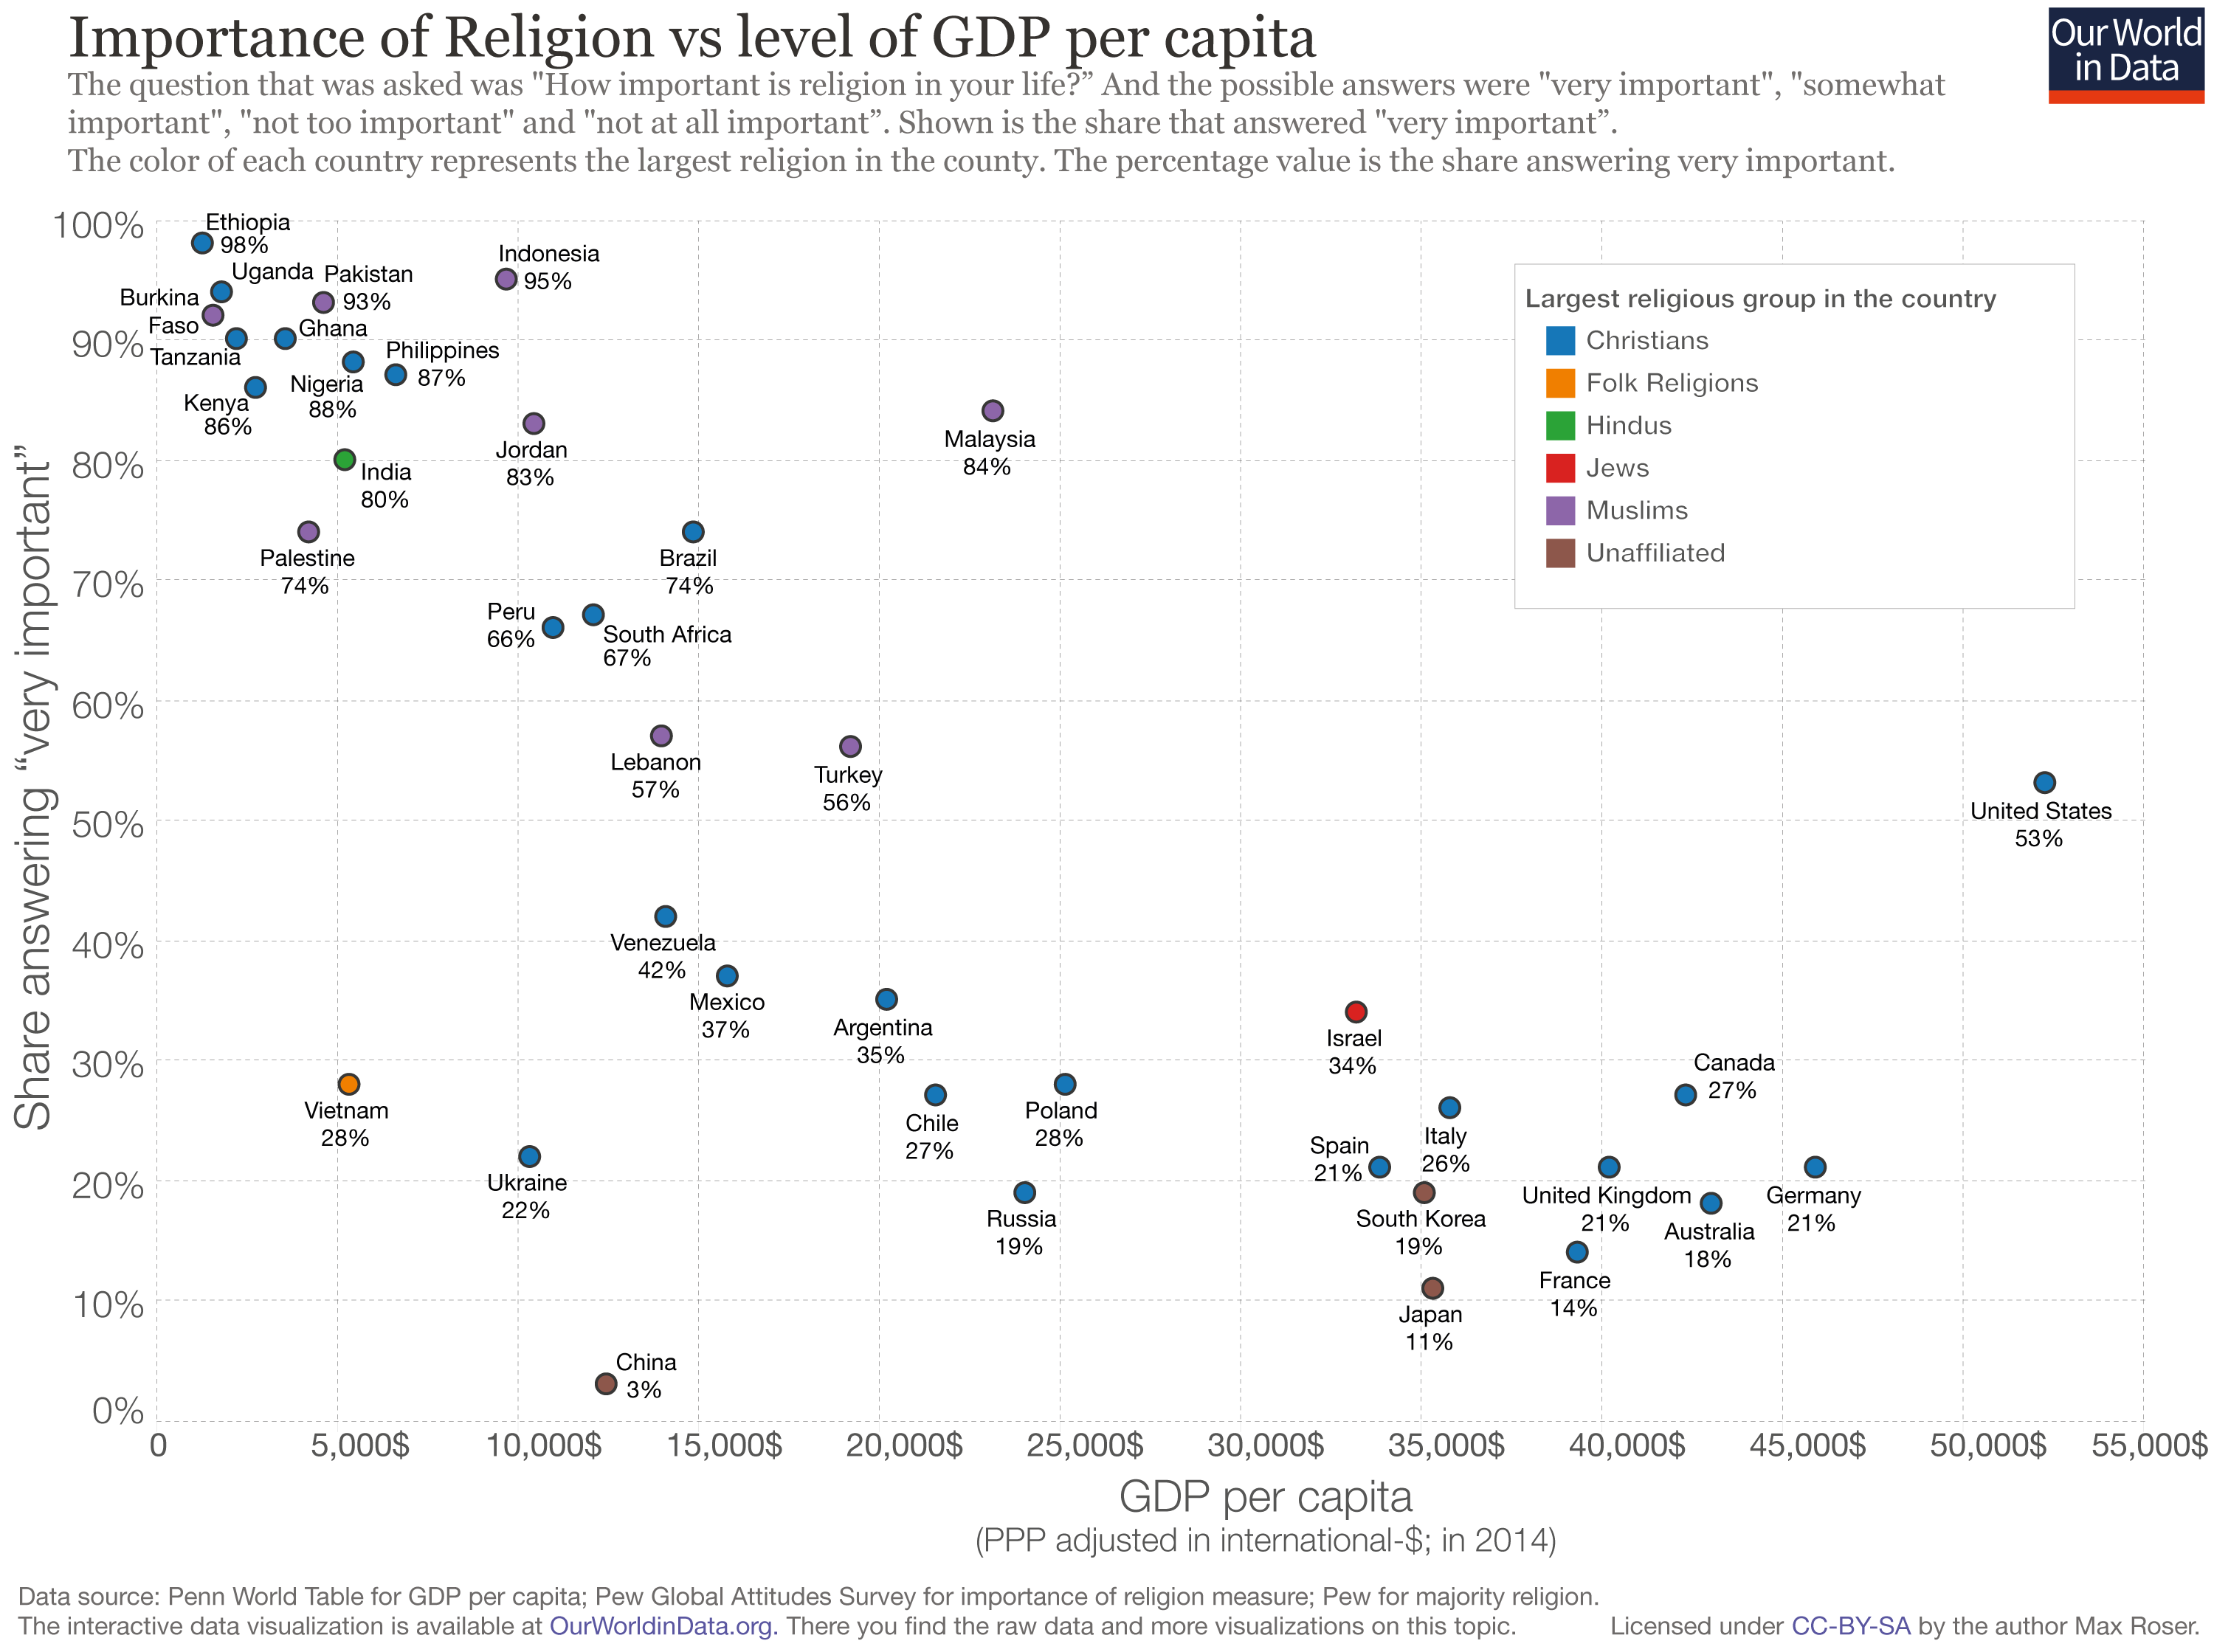 Importance of Religion vs level of GDP per capita
Our World
in Data
The question that was asked was "How important is religion in your life?” And the possible answers were "very important", "somewhat
important", "not too important" and "not at all important”. Shown is the share that answered "very important”.
The color of each country represents the largest religion in the county. The percentage value is the share answering very important.
Share answering “very important”
100%
90%
80%
70%
60%
50%
40%
30%
20%
10%
0%
Ethiopia
98%
Uganda
Pakistan
93%
Burkina
Faso
Indonesia
95%
Tanzania
Ghana
Kenya
86%
Nigeria
88%
Philippines
87%
Jordan
83%
Malaysia
84%
India
80%
Palestine
74%
Brazil
74%
Peru
66%
South Africa
67%
Lebanon
57%
Turkey
56%
United States
53%
Venezuela
42%
Mexico
37%
Argentina
35%
Israel
34%
Vietnam
28%
Chile
27%
Poland
28%
Canada
27%
Italy
26%
Spain
21%
Ukraine
22%
Russia
19%
South Korea
19%
United Kingdom
21%
Germany
21%
Australia
18%
France
14%
Japan
11%
China
3%
Largest religious group in the country
Christians
Folk Religions
Hindus
Jews
Muslims
Unaffiliated
0
5,000$
10,000$
15,000$
20,000$
25,000$
30,000$
35,000$
40,000$
45,000$
50,000$
55,000$
GDP per capita
(PPP adjusted in international-$; in 2014)
Data source: Penn World Table for GDP per capita; Pew Global Attitudes Survey for importance of religion measure; Pew for majority religion.
The interactive data visualization is available at OurWorldinData.org. There you find the raw data and more visualizations on this topic.
Licensed under CC-BY-SA by the author Max Roser.